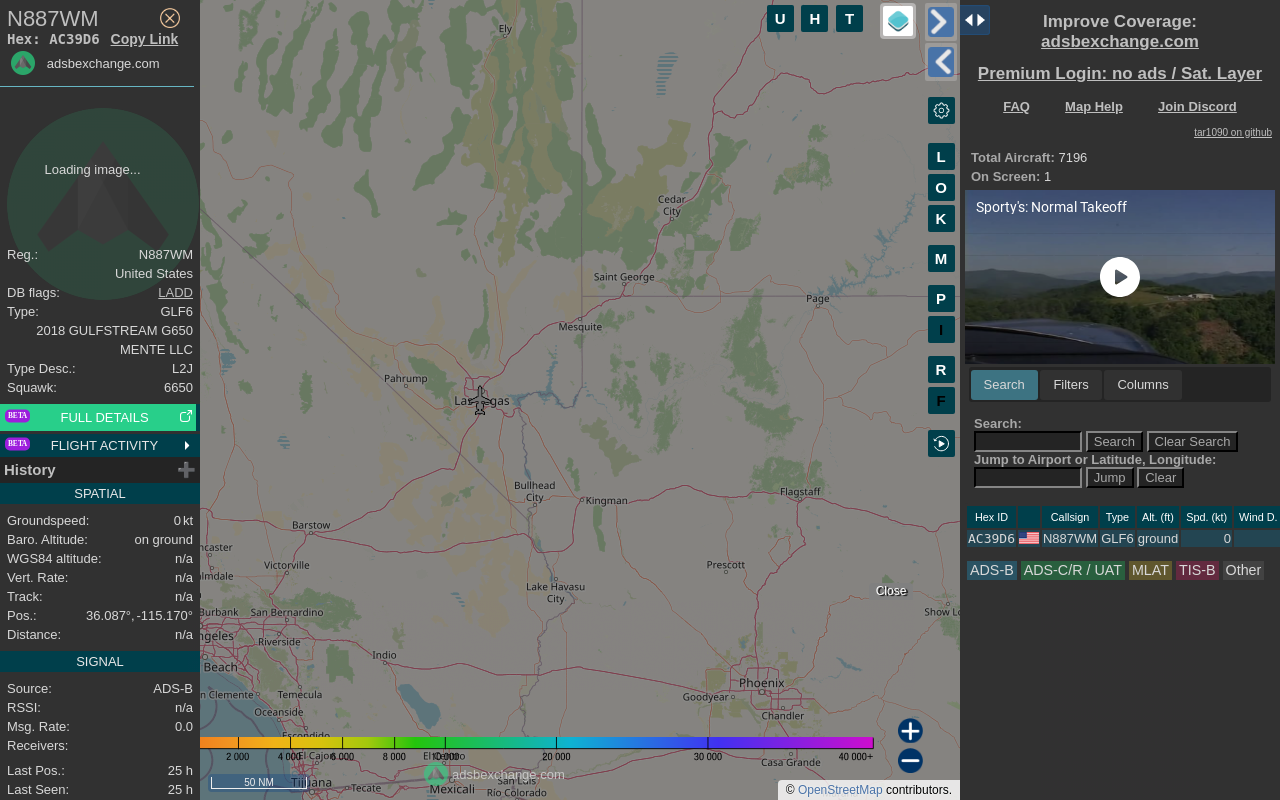 N887WM
Hex: AC39D6 Copy Link
adsbexchange.com
Loading image...
Reg.: N887WM
United States
DB flags: LADD
Type: GLF6
2018 GULFSTREAM G650
MENTE LLC
Type Desc.: L2J
Squawk: 6650
BETA FULL DETAILS
BETA FLIGHT ACTIVITY
History
SPATIAL
Groundspeed: 0 kt
Baro. Altitude: on ground
WGS84 altitude: n/a
Vert. Rate: n/a
Track: n/a
Pos.: 36.087°, -115.170°
Distance: n/a
SIGNAL
Source: ADS-B
RSSI: n/a
Msg. Rate: 0.0
Receivers:
Last Pos.: 25 h
Last Seen: 25 h
Ely
Cedar
City
Saint George
Page
Mesquite
Pahrump
Las Vegas
Bullhead
City
Kingman
Flagstaff
Barstow
ncaster
Victorville
almdale
Prescott
Lake Havasu
City
Burbank
San Bernardino
Show Lo
ngeles
Riverside
Beach
Indio
n Clemente
Temecula
Phoenix
Goodyear
Oceanside
Chandler
Escondido
El Cajon
El Centro
Casa Grande
Tijuana
Tecate
Mexicali
San Luis
Río Colorado
U H T
L
O
K
M
P
I
R
F
Close
2 000 4 000 6 000 8 000 20 000 30 000 40 000+
adsbexchange.com
50 NM
© OpenStreetMap contributors.
Improve Coverage:
adsbexchange.com
Premium Login: no ads / Sat. Layer
FAQ Map Help Join Discord
tar1090 on github
Total Aircraft: 7196
On Screen: 1
Sporty's: Normal Takeoff
Search Filters Columns
Search:
Search Clear Search
Jump to Airport or Latitude, Longitude:
Jump Clear
Hex ID Callsign Type Alt. (ft) Spd. (kt) Wind D.
AC39D6 N887WM GLF6 ground 0
ADS-B ADS-C/R / UAT MLAT TIS-B Other